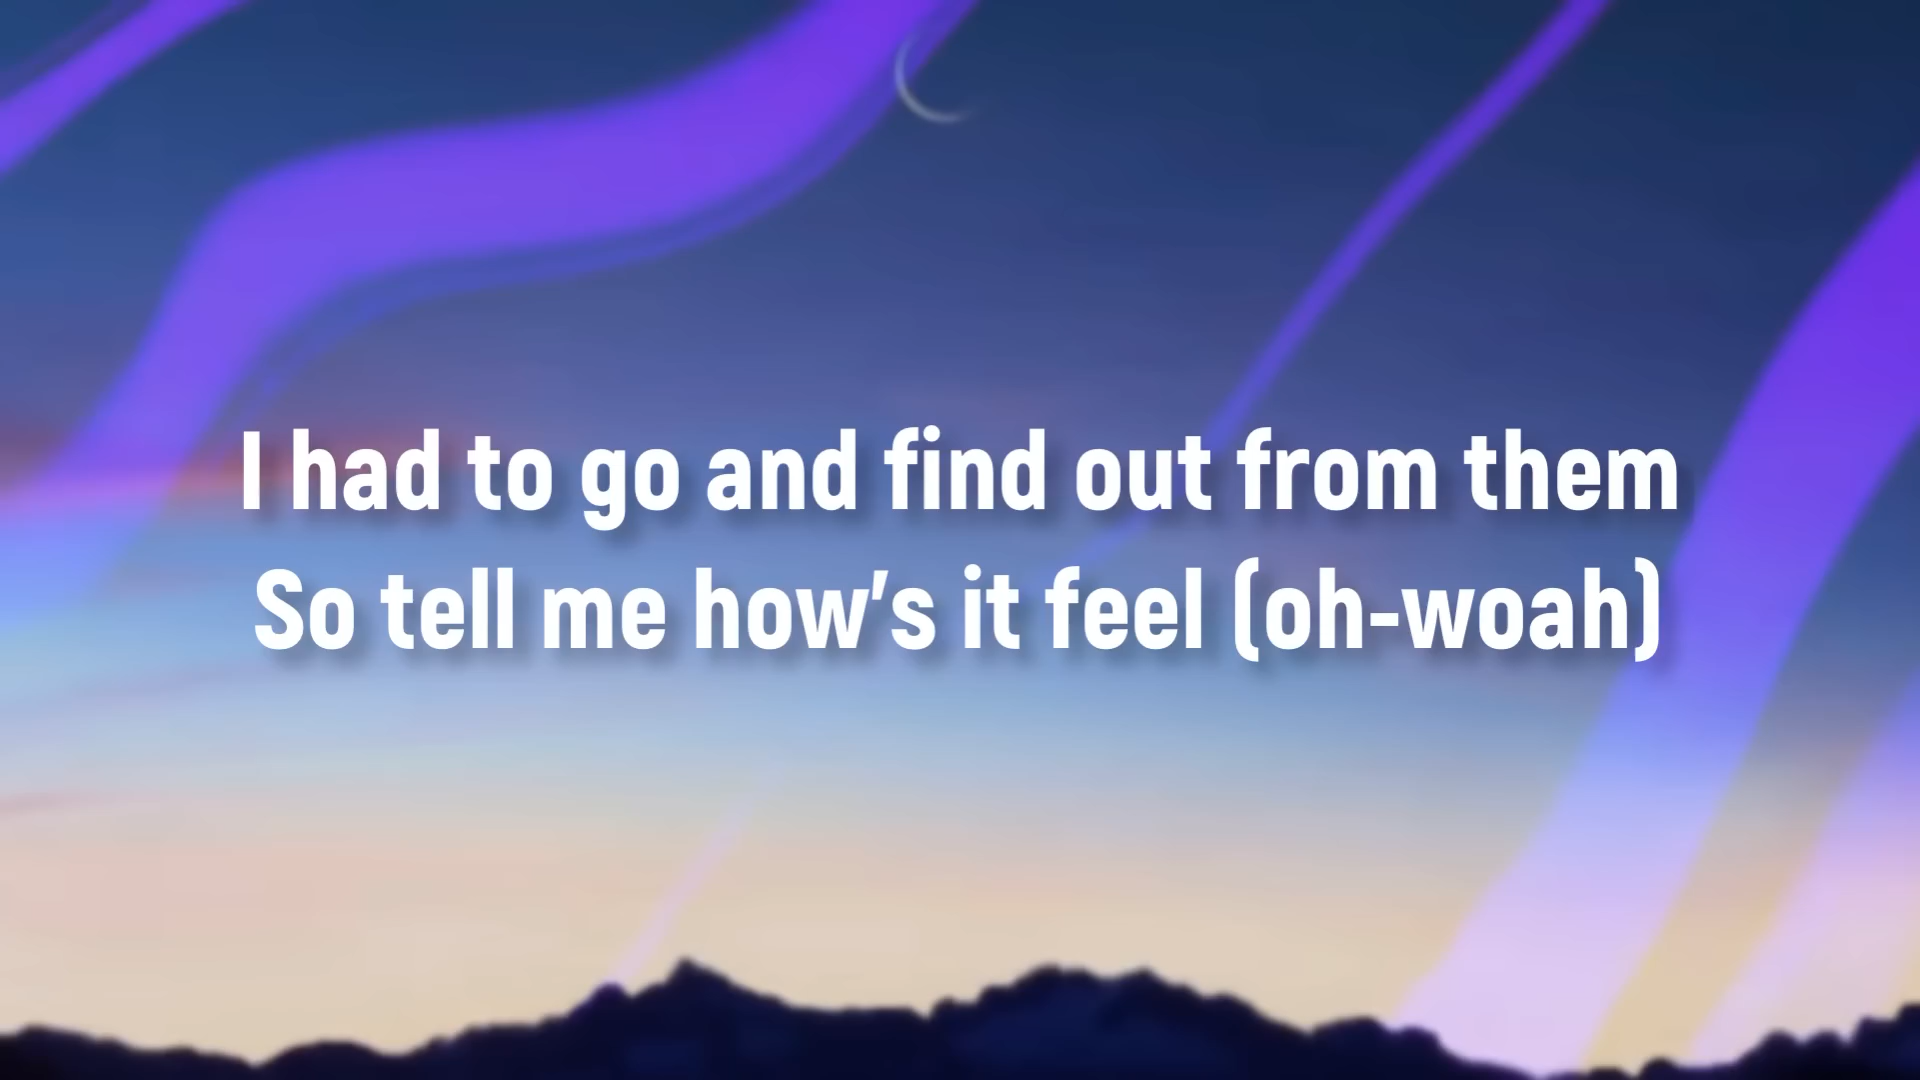 I had to go and find out from them
So tell me how's it feel (oh-woah)